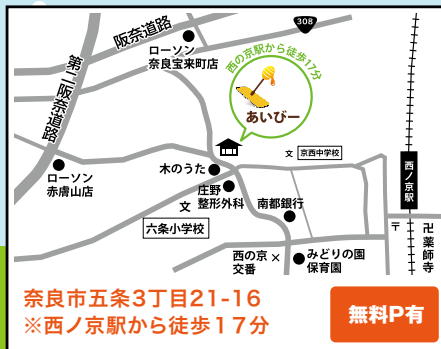 308
阪奈道路
ローソン
奈良宝来町店
西の京駅から徒歩17分
あいびー
第二阪奈道路
文 京西中学校
西ノ京駅
ローソン
赤膚山店
木のうた
庄野
整形外科
文
六条小学校
南都銀行
〒
卍薬師寺
西の京
交番
みどりの園
保育園
奈良市五条3丁目21-16
※西ノ京駅から徒歩17分
無料P有